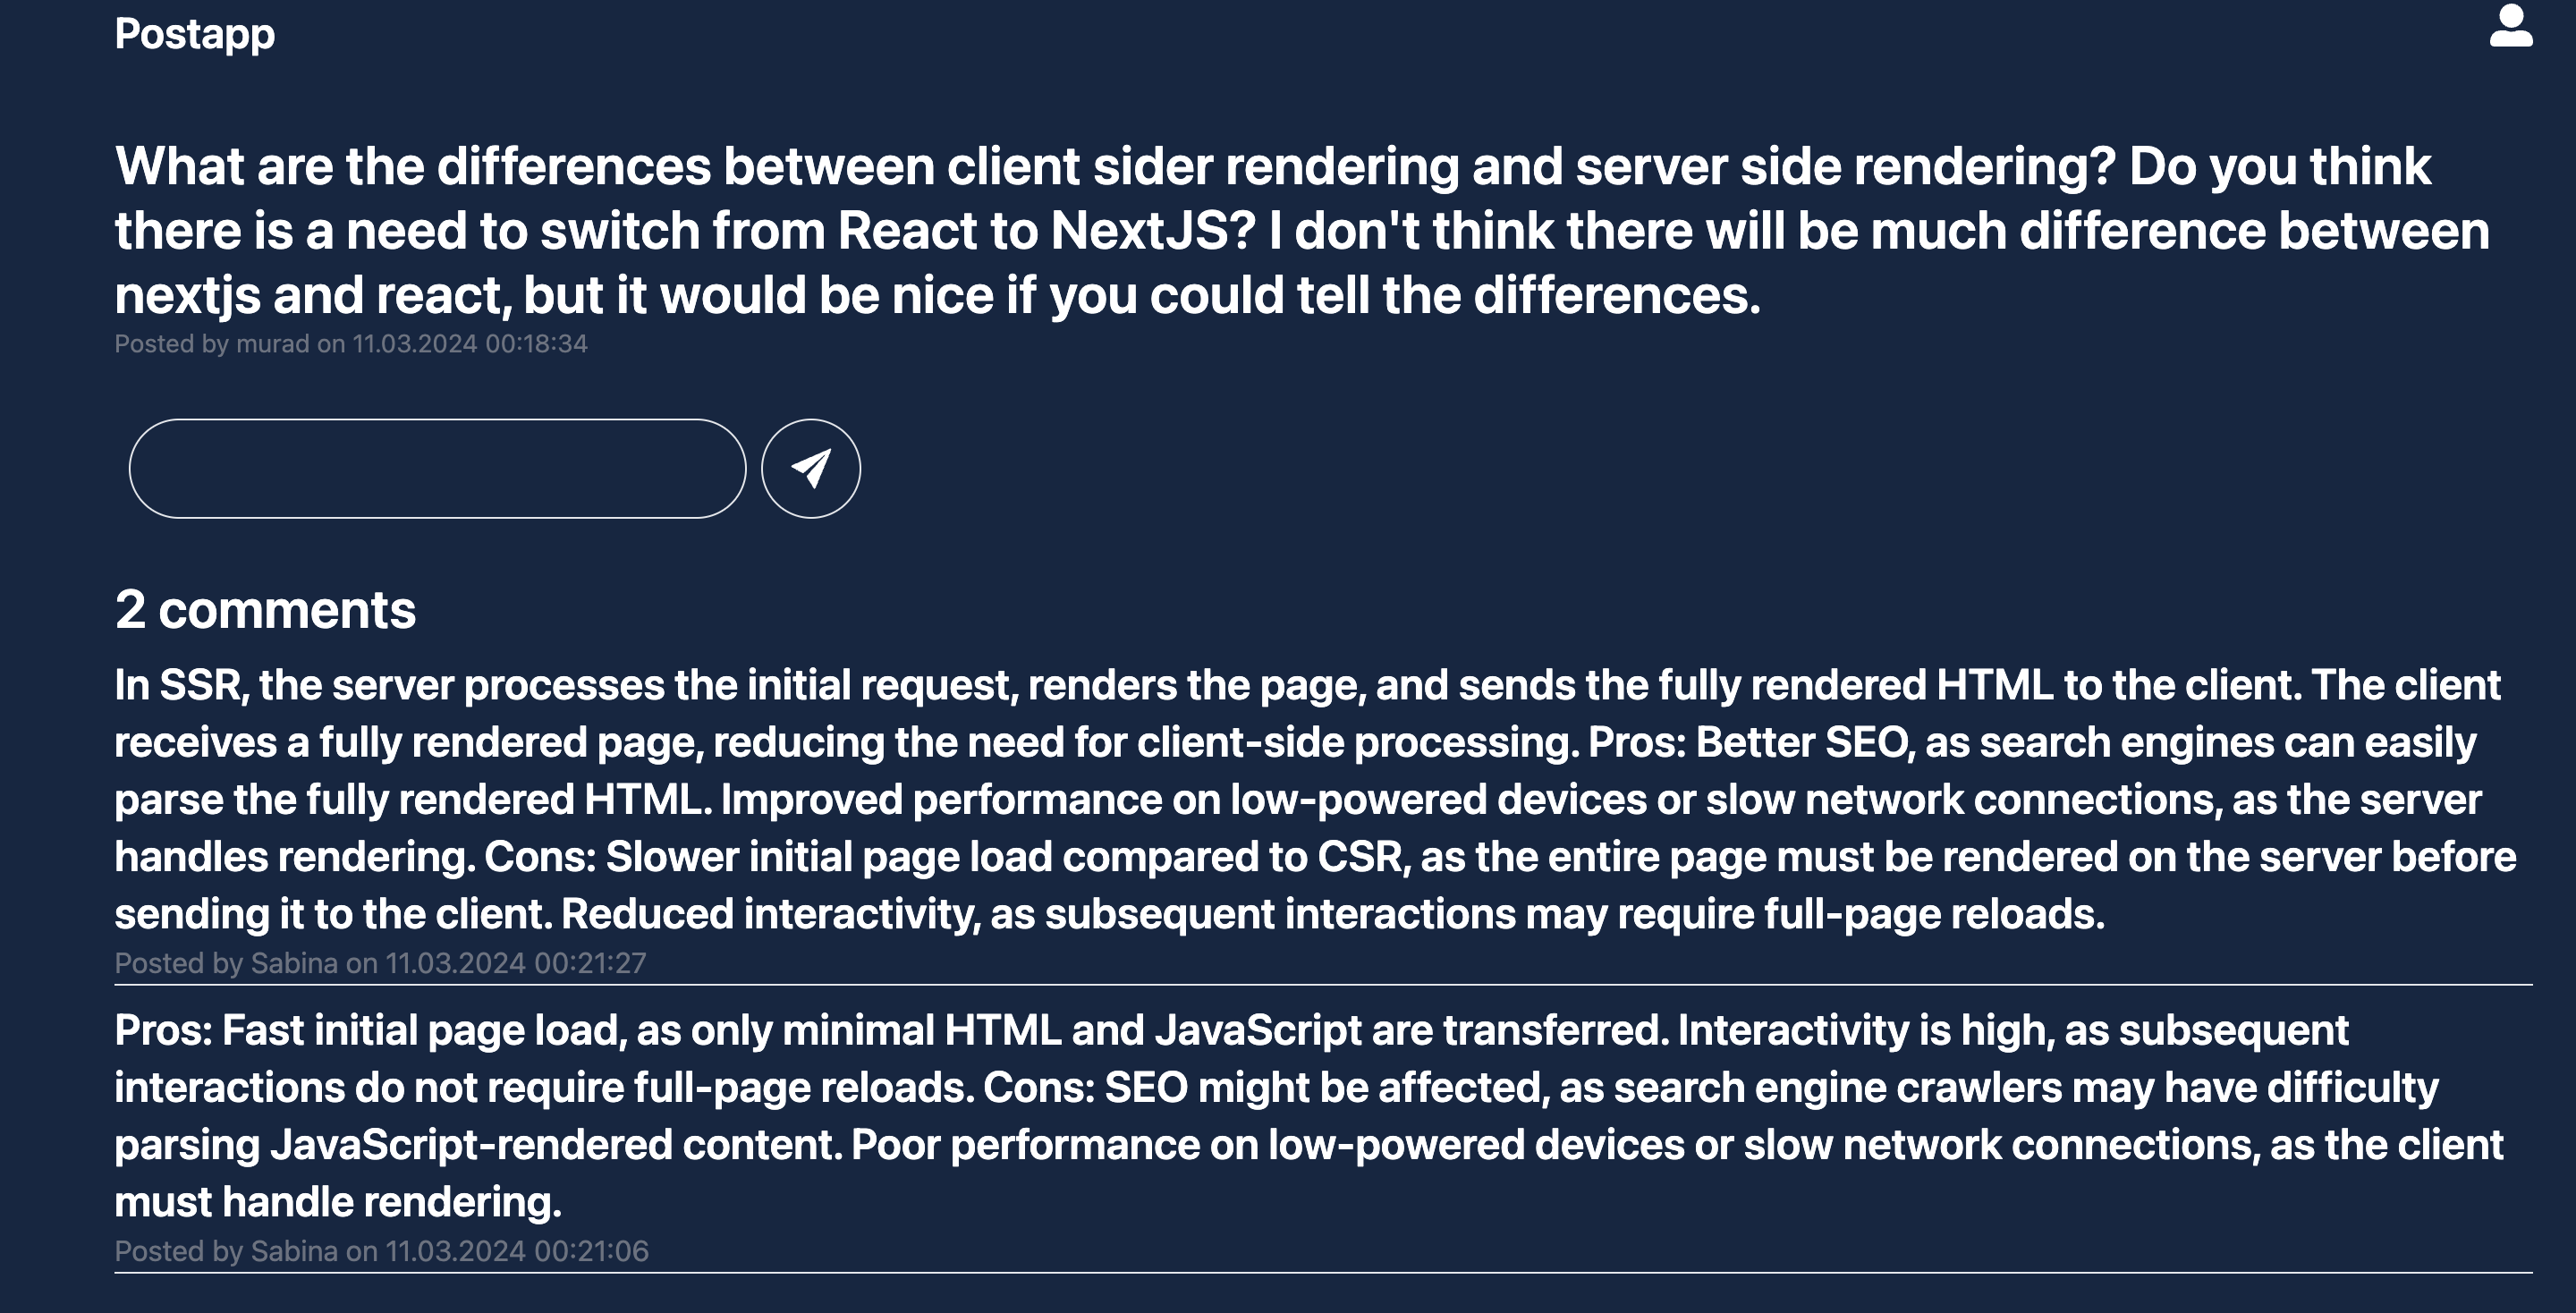 Postapp
What are the differences between client sider rendering and server side rendering? Do you think
there is a need to switch from React to NextJS? I don't think there will be much difference between
nextjs and react, but it would be nice if you could tell the differences.
Posted by murad on 11.03.2024 00:18:34
2 comments
In SSR, the server processes the initial request, renders the page, and sends the fully rendered HTML to the client. The client
receives a fully rendered page, reducing the need for client-side processing. Pros: Better SEO, as search engines can easily
parse the fully rendered HTML. Improved performance on low-powered devices or slow network connections, as the server
handles rendering. Cons: Slower initial page load compared to CSR, as the entire page must be rendered on the server before
sending it to the client. Reduced interactivity, as subsequent interactions may require full-page reloads.
Posted by Sabina on 11.03.2024 00:21:27
Pros: Fast initial page load, as only minimal HTML and JavaScript are transferred. Interactivity is high, as subsequent
interactions do not require full-page reloads. Cons: SEO might be affected, as search engine crawlers may have difficulty
parsing JavaScript-rendered content. Poor performance on low-powered devices or slow network connections, as the client
must handle rendering.
Posted by Sabina on 11.03.2024 00:21:06